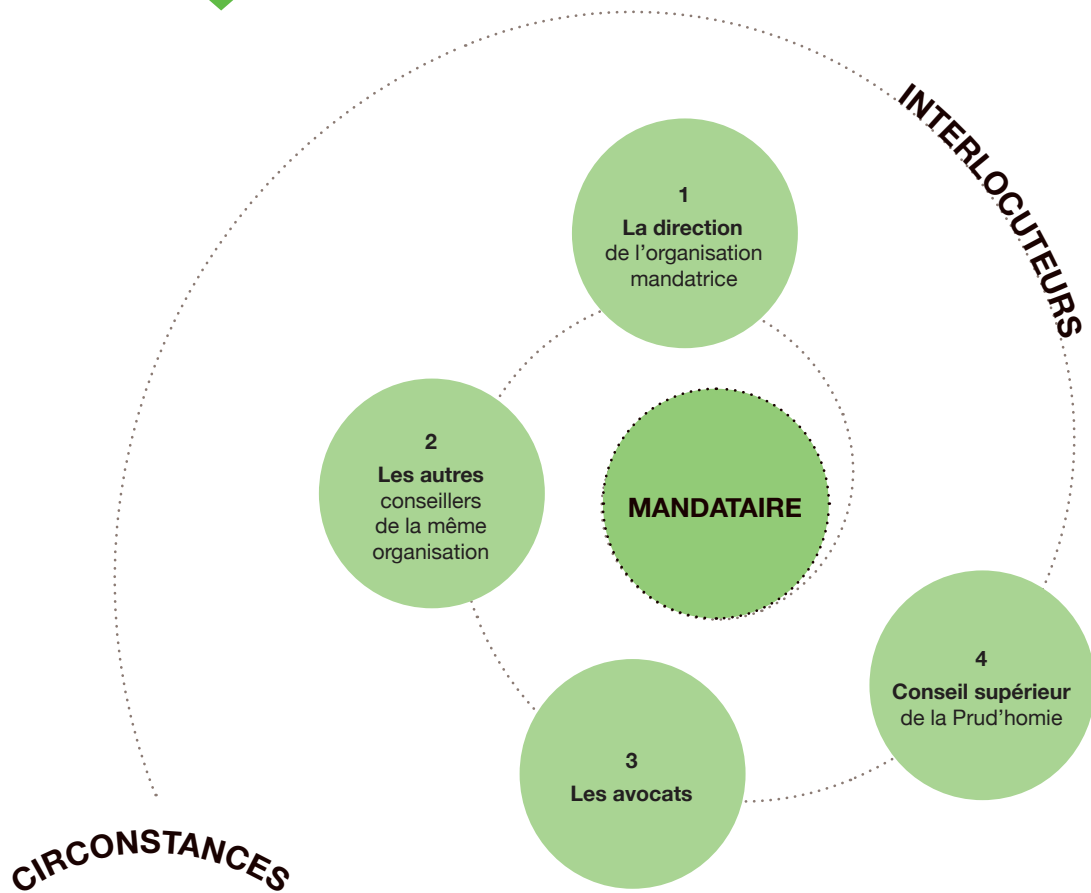 INTERLOCUTEURS
1
La direction
de l’organisation
mandatrice
2
Les autres
conseillers
de la même
organisation
MANDATAIRE
3
Les avocats
4
Conseil supérieur
de la Prud’homie
CIRCONSTANCES